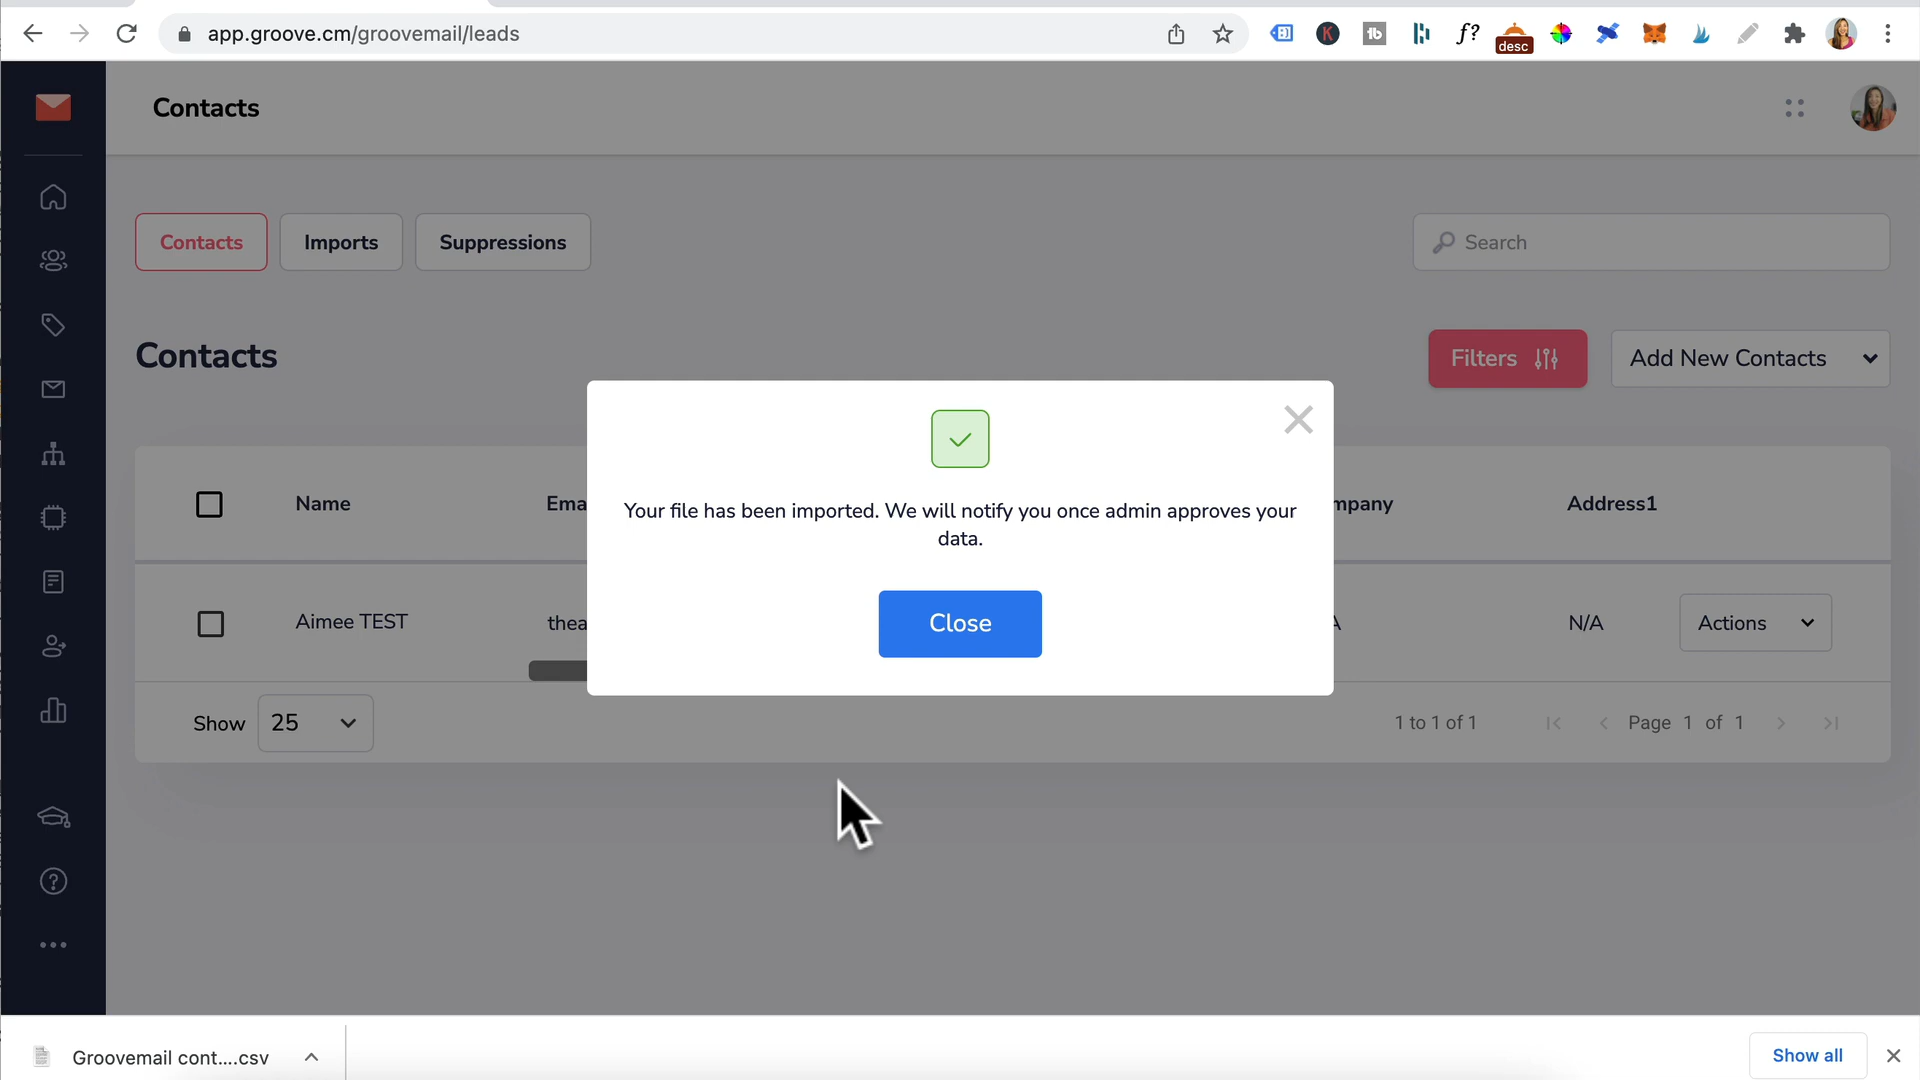 app.groove.cm/groovemail/leads
desc
Contacts
Contacts
Imports
Suppressions
Search
Contacts
Filters
Add New Contacts
Name
Ema
mpany
Address1
Your file has been imported. We will notify you once admin approves your
data.
Close
Aimee TEST
thea
A
N/A
Actions
Show
25
1 to 1 of 1
Page 1 of 1
Groovemail cont....csv
Show all